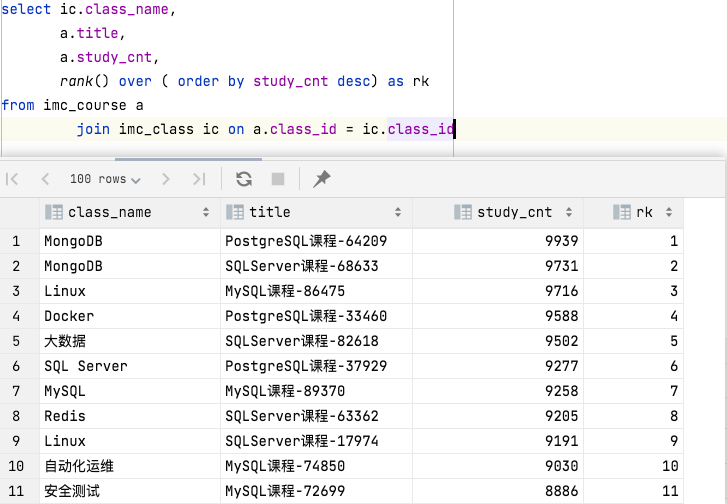 select ic.class_name,
a.title,
a.study_cnt,
rank() over ( order by study_cnt desc) as rk
from imc_course a
join imc_class ic on a.class_id = ic.class_id
100 rows
class_name title study_cnt rk
1 MongoDB PostgreSQL课程-64209 9939 1
2 MongoDB SQLServer课程-68633 9731 2
3 Linux MySQL课程-86475 9716 3
4 Docker PostgreSQL课程-33460 9588 4
5 大数据 SQLServer课程-82618 9502 5
6 SQL Server PostgreSQL课程-37929 9277 6
7 MySQL MySQL课程-89370 9258 7
8 Redis SQLServer课程-63362 9205 8
9 Linux SQLServer课程-17974 9191 9
10 自动化运维 MySQL课程-74850 9030 10
11 安全测试 MySQL课程-72699 8886 11